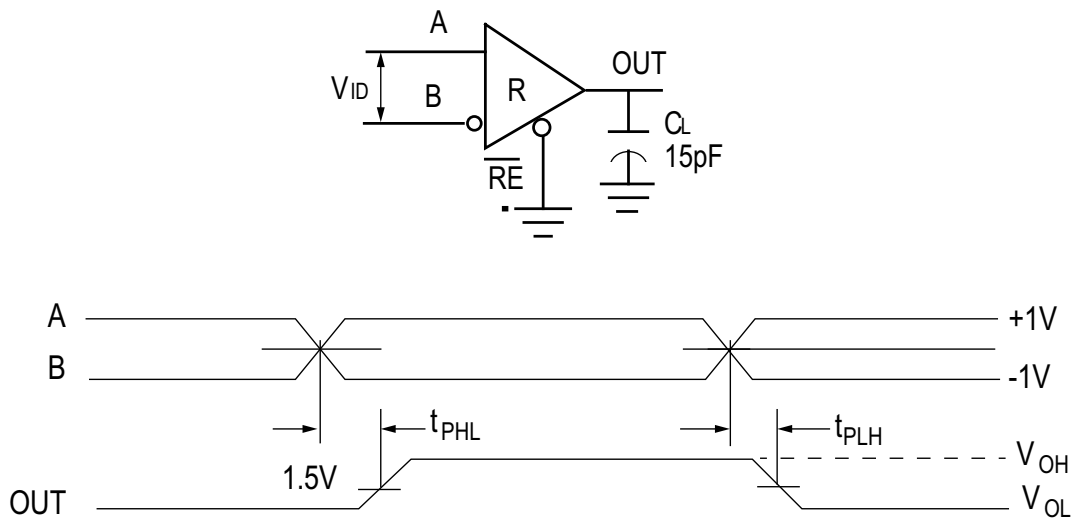 A
VID
B
R
OUT
CL
15pF
RE
A
+1V
B
-1V
tPHL
tPLH
1.5V
VOH
OUT
VOL